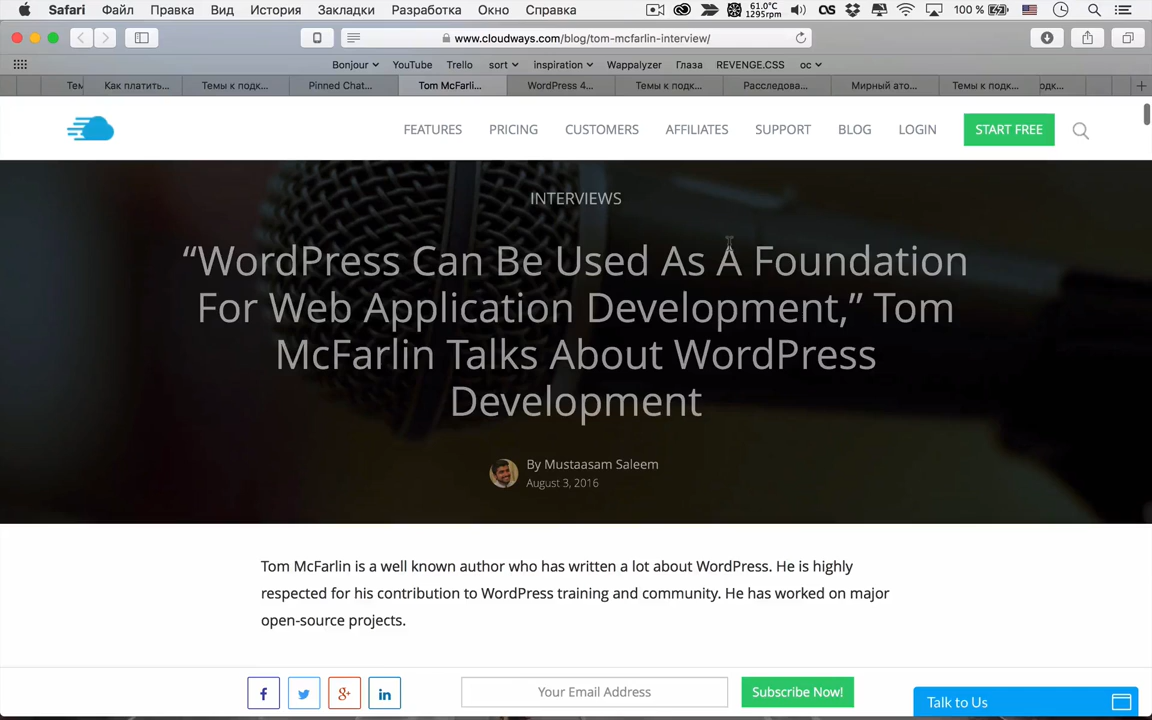 Safari Файл Правка Вид История Закладки Разработка Окно Справка 61.0°C 1295rpm 100 %
www.cloudways.com/blog/tom-mcfarlin-interview/
Bonjour YouTube Trello sort inspiration Wappalyzer Глаза REVENGE.CSS ос
Тем Как платить... Темы к подк... Pinned Chat... Tom McFarli... WordPress 4... Темы к подк... Расследова... Мирный ато... Темы к подк... одк...
FEATURES PRICING CUSTOMERS AFFILIATES SUPPORT BLOG LOGIN START FREE
INTERVIEWS
“WordPress Can Be Used As A Foundation
For Web Application Development,” Tom
McFarlin Talks About WordPress
Development
By Mustaasam Saleem
August 3, 2016
Tom McFarlin is a well known author who has written a lot about WordPress. He is highly
respected for his contribution to WordPress training and community. He has worked on major
open-source projects.
Your Email Address Subscribe Now!
Talk to Us